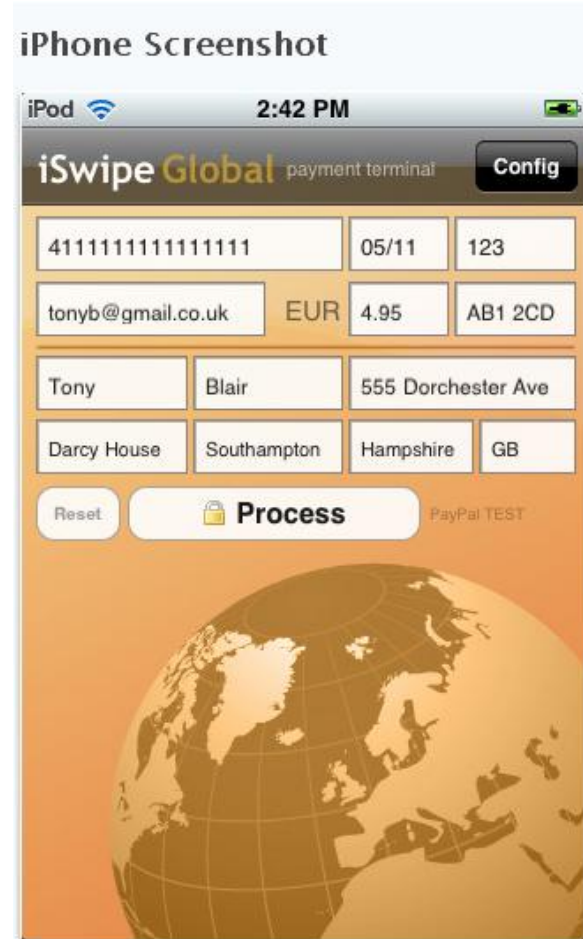 iPhone Screenshot
iPod 2:42 PM
iSwipe Global payment terminal Config
4111111111111111 05/11 123
tonyb@gmail.co.uk EUR 4.95 AB1 2CD
Tony Blair 555 Dorchester Ave
Darcy House Southampton Hampshire GB
Reset Process PayPal TEST